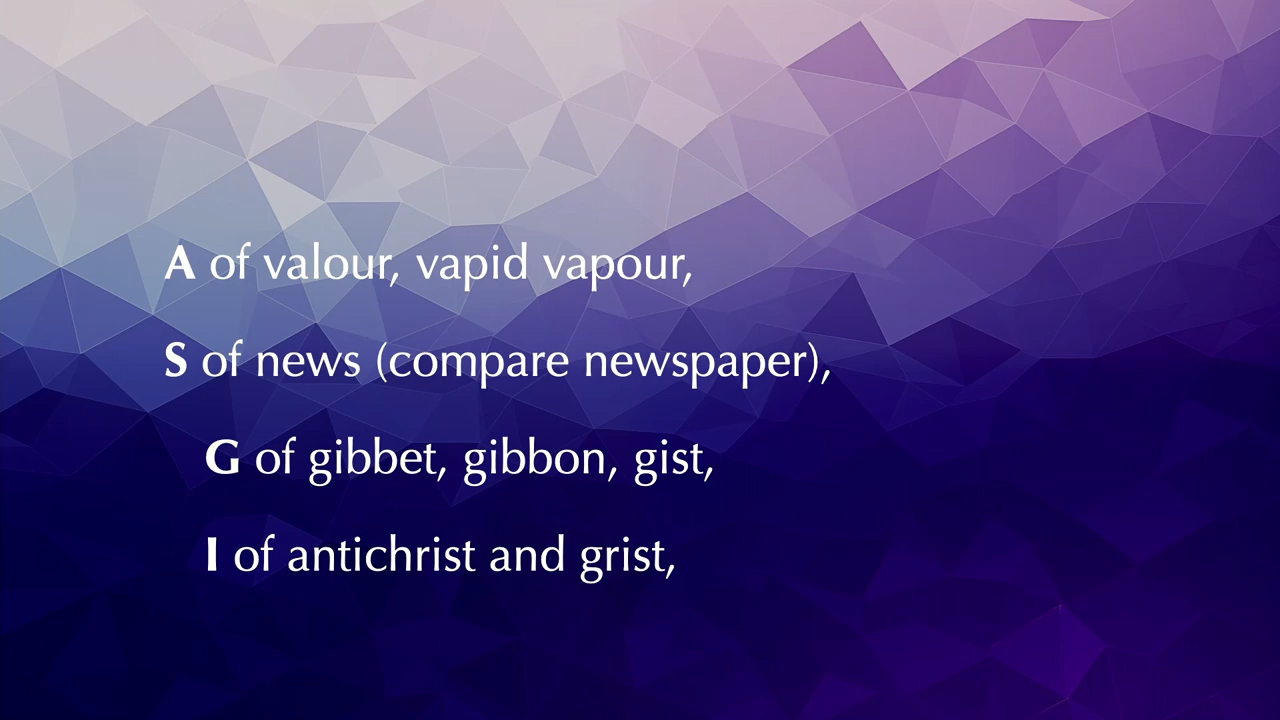 A of valour, vapid vapour,
S of news (compare newspaper),
G of gibbet, gibbon, gist,
I of antichrist and grist,